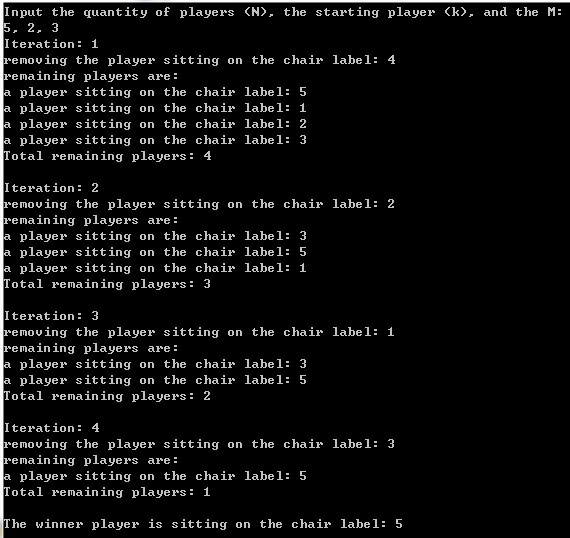 Input the quantity of players (N), the starting player (k), and the M:
5, 2, 3
Iteration: 1
removing the player sitting on the chair label: 4
remaining players are:
a player sitting on the chair label: 5
a player sitting on the chair label: 1
a player sitting on the chair label: 2
a player sitting on the chair label: 3
Total remaining players: 4

Iteration: 2
removing the player sitting on the chair label: 2
remaining players are:
a player sitting on the chair label: 3
a player sitting on the chair label: 5
a player sitting on the chair label: 1
Total remaining players: 3

Iteration: 3
removing the player sitting on the chair label: 1
remaining players are:
a player sitting on the chair label: 3
a player sitting on the chair label: 5
Total remaining players: 2

Iteration: 4
removing the player sitting on the chair label: 3
remaining players are:
a player sitting on the chair label: 5
Total remaining players: 1

The winner player is sitting on the chair label: 5